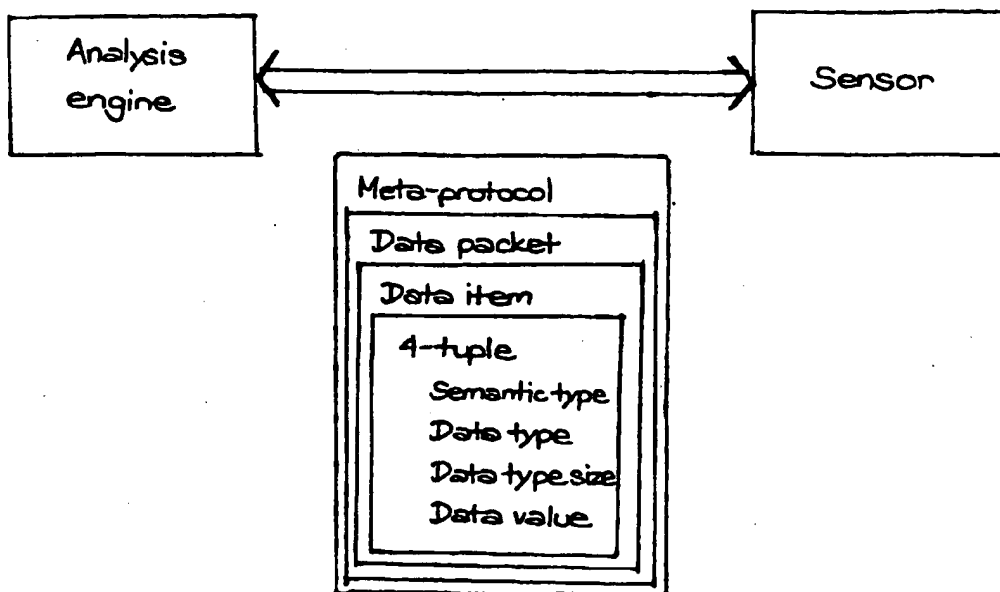 Analysis
engine
Sensor
Meta-protocol
Data packet
Data item
4-tuple
Semantic type
Data type
Data type size
Data value